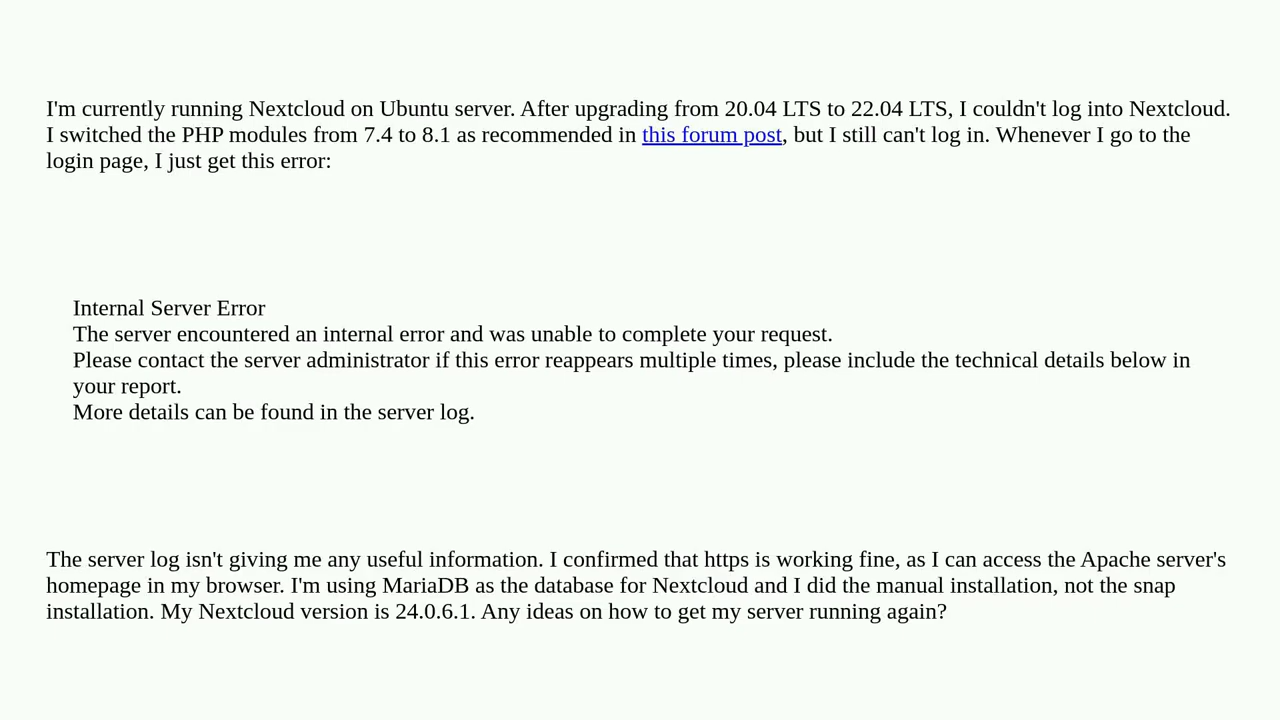 I'm currently running Nextcloud on Ubuntu server. After upgrading from 20.04 LTS to 22.04 LTS, I couldn't log into Nextcloud.
I switched the PHP modules from 7.4 to 8.1 as recommended in this forum post, but I still can't log in. Whenever I go to the
login page, I just get this error:
Internal Server Error
The server encountered an internal error and was unable to complete your request.
Please contact the server administrator if this error reappears multiple times, please include the technical details below in
your report.
More details can be found in the server log.
The server log isn't giving me any useful information. I confirmed that https is working fine, as I can access the Apache server's
homepage in my browser. I'm using MariaDB as the database for Nextcloud and I did the manual installation, not the snap
installation. My Nextcloud version is 24.0.6.1. Any ideas on how to get my server running again?